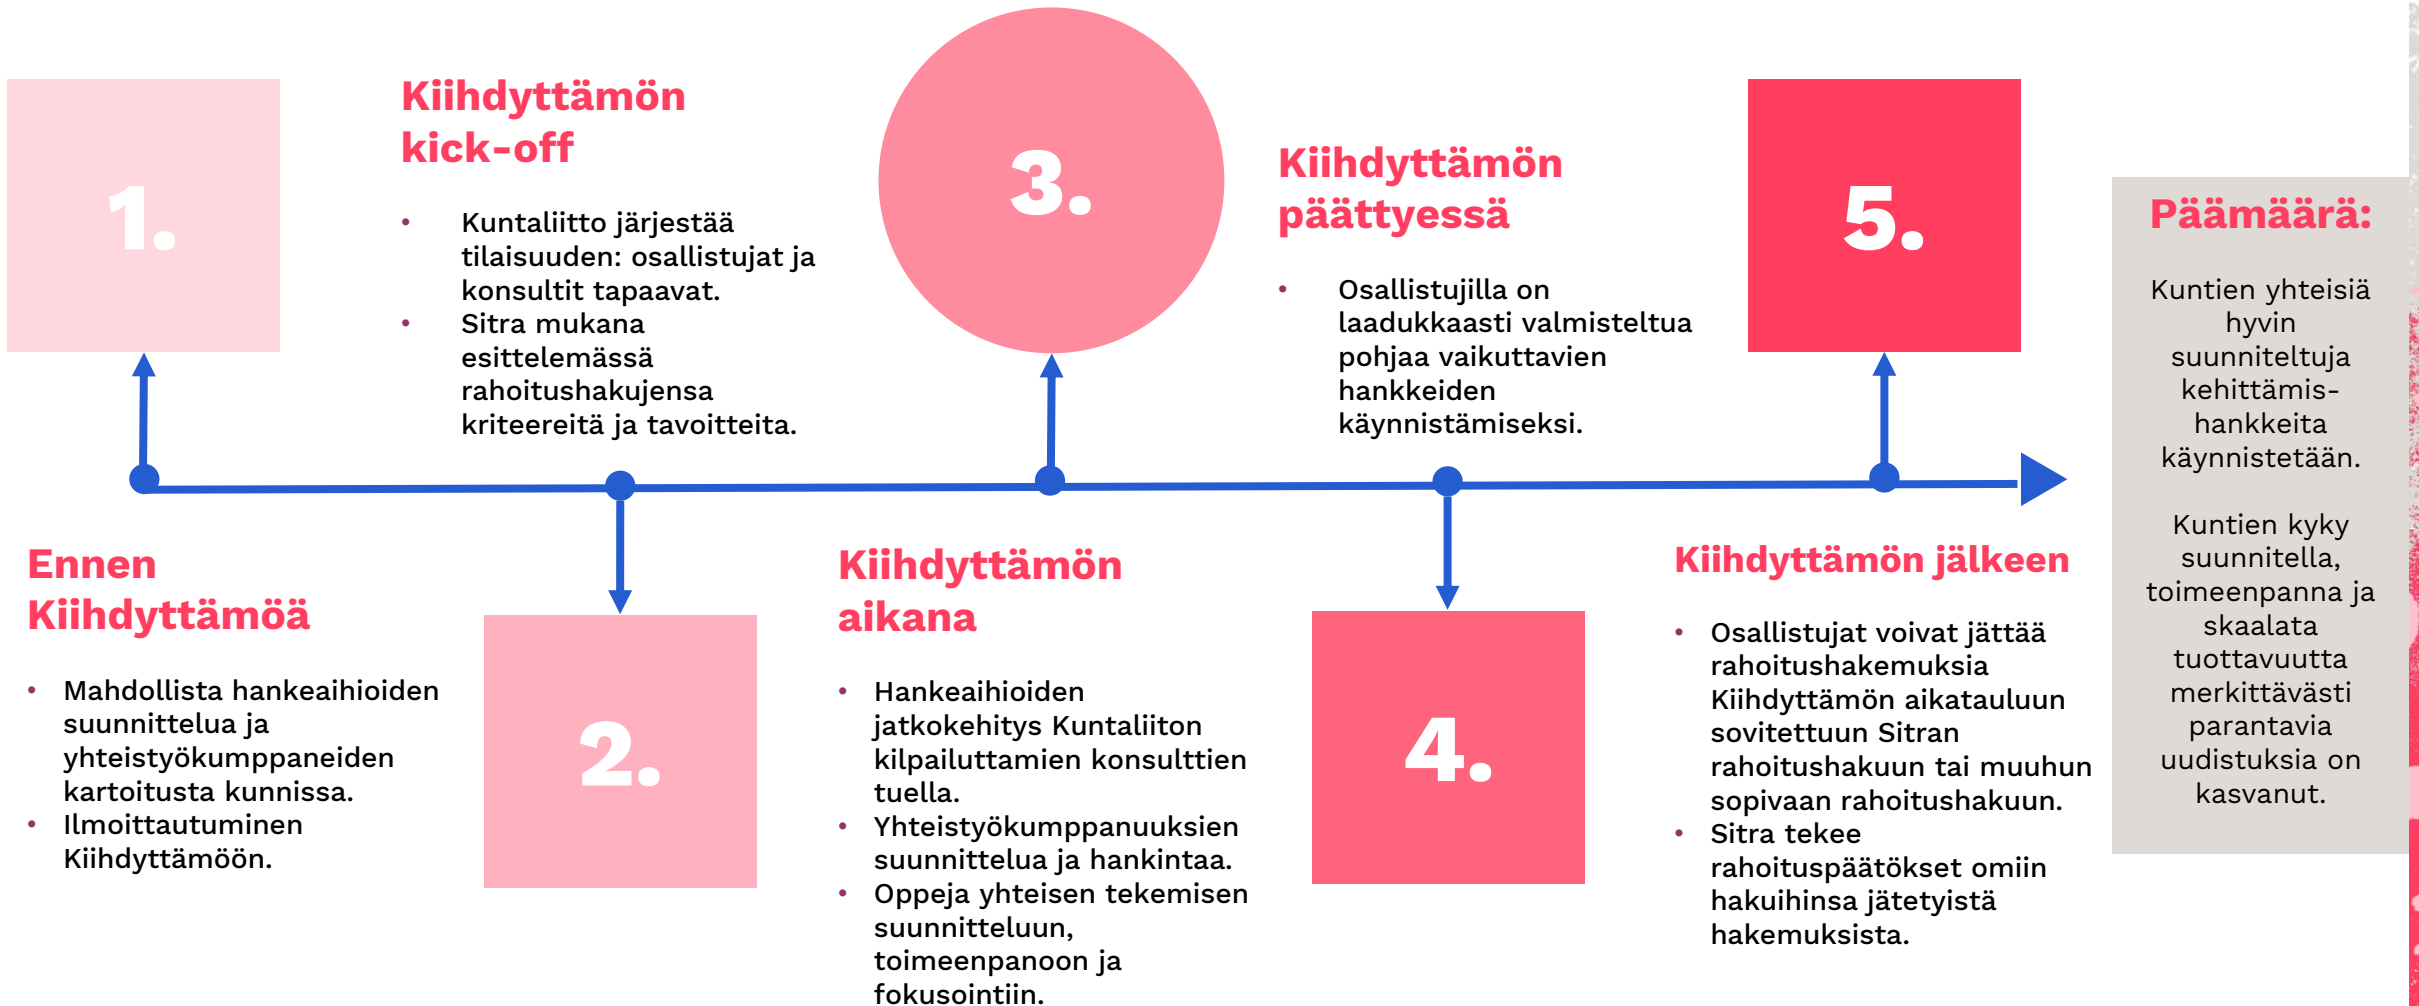 1.
Ennen
Kiihdyttämöä
• Mahdollista hankeaihioiden
suunnittelua ja
yhteistyökumppaneiden
kartoitusta kunnissa.
• Ilmoittautuminen
Kiihdyttämöön.
Kiihdyttämön
kick-off
• Kuntaliitto järjestää
tilaisuuden: osallistujat ja
konsultit tapaavat.
• Sitra mukana
esittelemässä
rahoitushakujensa
kriteereitä ja tavoitteita.
2.
3.
Kiihdyttämön
aikana
• Hankeaihioiden
jatkokehitys Kuntaliiton
kilpailuttamien konsulttien
tuella.
• Yhteistyökumppanuuksien
suunnittelua ja hankintaa.
• Oppeja yhteisen tekemisen
suunnitteluun,
toimeenpanoon ja
fokusointiin.
Kiihdyttämön
päättyessä
• Osallistujilla on
laadukkaasti valmisteltua
pohjaa vaikuttavien
hankkeiden
käynnistämiseksi.
4.
5.
Kiihdyttämön jälkeen
• Osallistujat voivat jättää
rahoitushakemuksia
Kiihdyttämön aikatauluun
sovitettuun Sitran
rahoitushakuun tai muuhun
sopivaan rahoitushakuun.
• Sitra tekee
rahoituspäätökset omiin
hakuihinsa jätetyistä
hakemuksista.
Päämäärä:
Kuntien yhteisiä
hyvin
suunniteltuja
kehittämis-
hankkeita
käynnistetään.
Kuntien kyky
suunnitella,
toimeenpanna ja
skaalata
tuottavuutta
merkittävästi
parantavia
uudistuksia on
kasvanut.